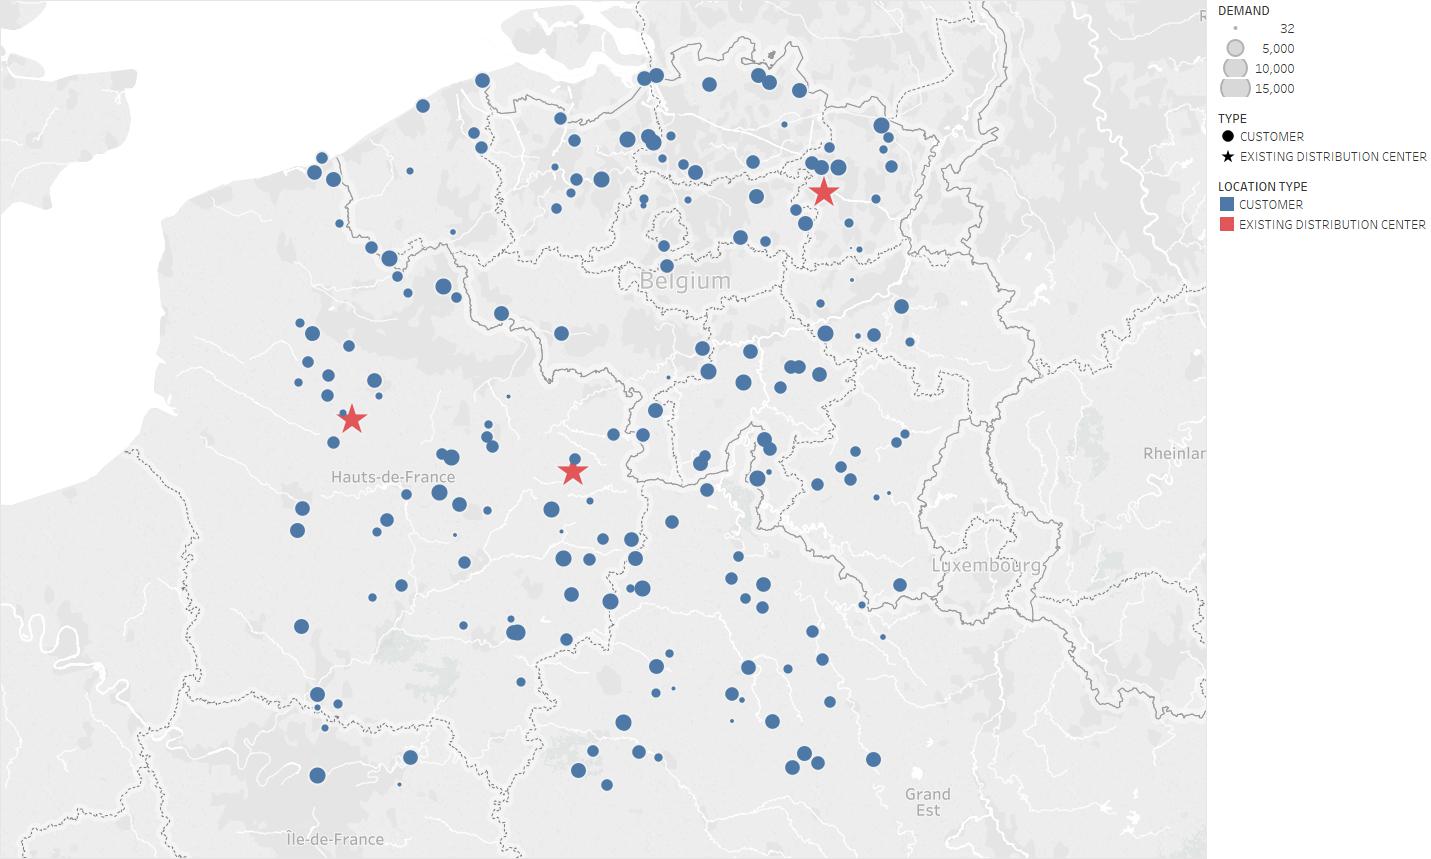 Belgium
Hauts-de-France
Rheinlar
Luxembourg
Grand
Est
Île-de-France
R
DEMAND
32
5,000
10,000
15,000
TYPE
CUSTOMER
EXISTING DISTRIBUTION CENTER
LOCATION TYPE
CUSTOMER
EXISTING DISTRIBUTION CENTER